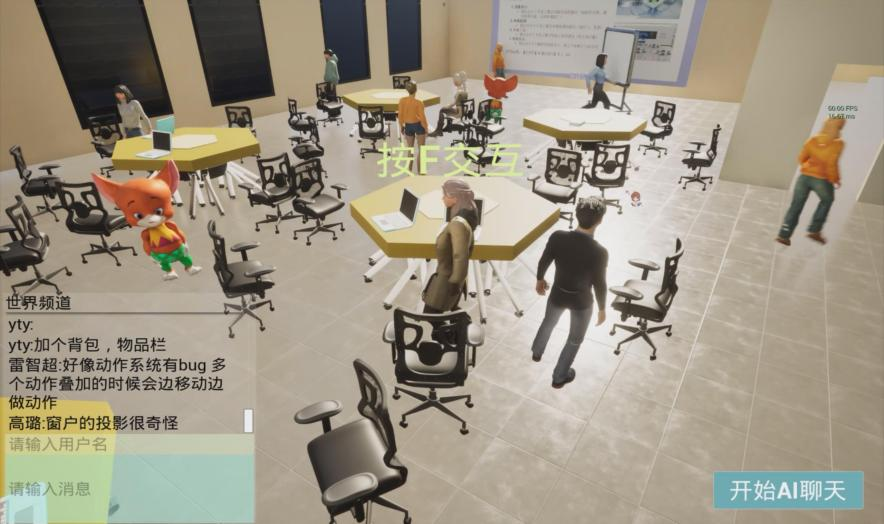 60.00 FPS
16.67 ms
按F交互
世界频道
yty:
yty:加个背包，物品栏
雷智超:好像动作系统有bug 多
个动作叠加的时候会边移动边
做动作
高璐:窗户的投影很奇怪
请输入用户名
请输入消息
开始AI聊天